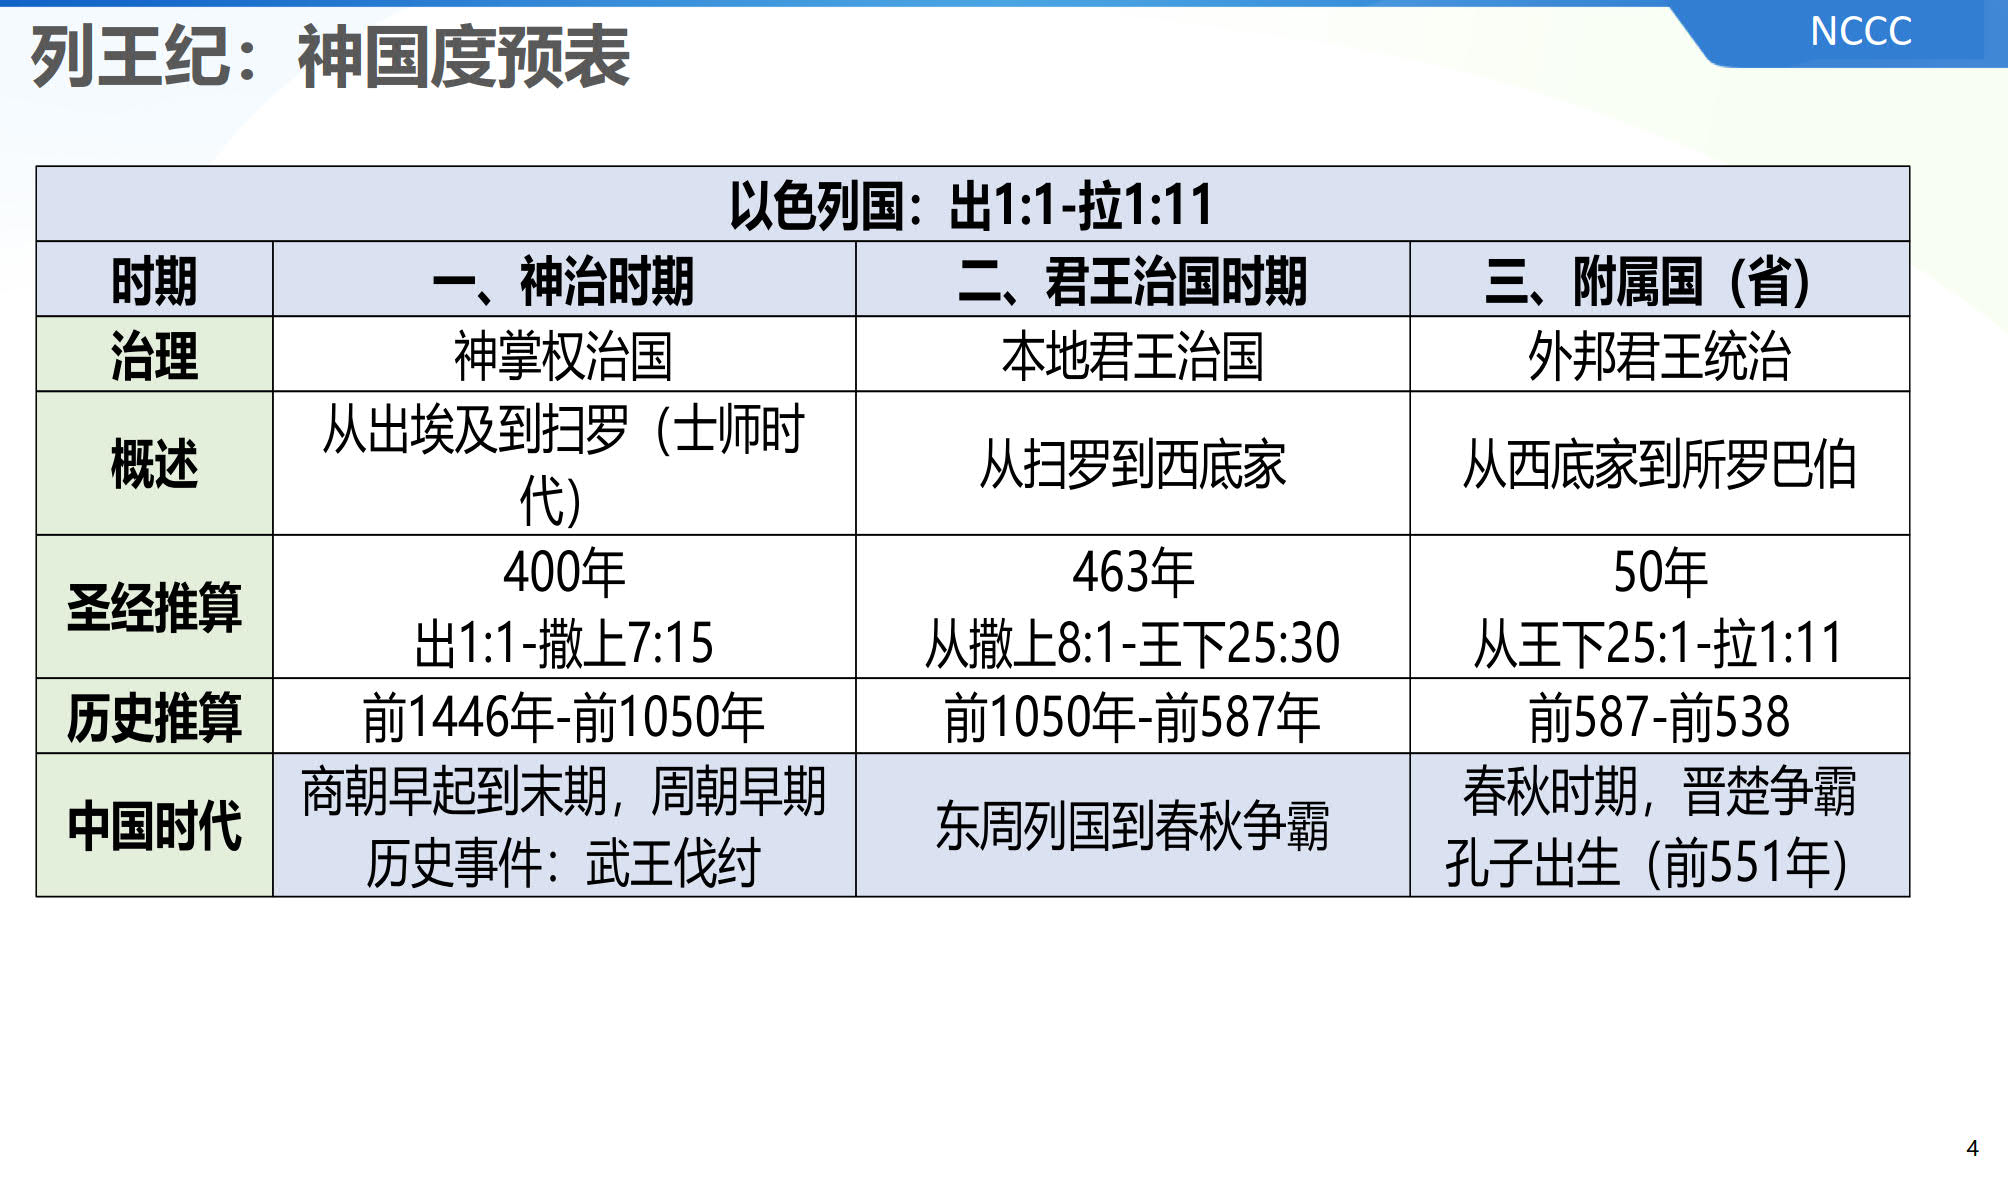 列王纪：神国度预表
NCCC
以色列国：出1:1-拉1:11
时期
一、神治时期
二、君王治国时期
三、附属国（省）
治理
神掌权治国
本地君王治国
外邦君王统治
概述
从出埃及到扫罗（士师时
代）
从扫罗到西底家
从西底家到所罗巴伯
圣经推算
400年
出1:1-撒上7:15
463年
从撒上8:1-王下25:30
50年
从王下25:1-拉1:11
历史推算
前1446年-前1050年
前1050年-前587年
前587-前538
中国时代
商朝早起到末期，周朝早期
历史事件：武王伐纣
东周列国到春秋争霸
春秋时期，晋楚争霸
孔子出生（前551年）
4